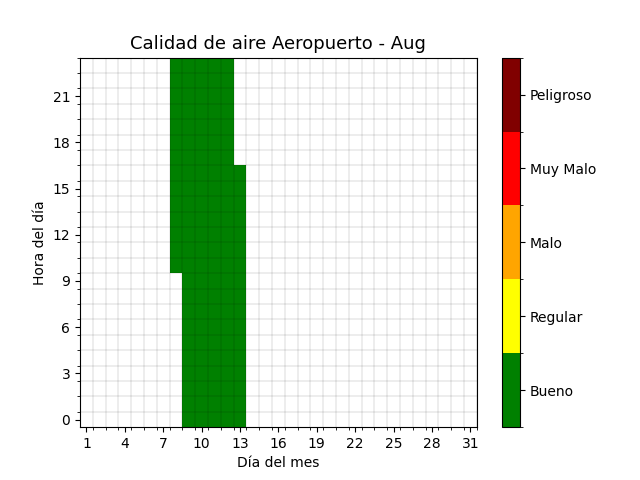 Calidad de aire Aeropuerto - Aug
Hora del día
21
18
15
12
9
6
3
0
1 4 7 10 13 16 19 22 25 28 31
Día del mes
Peligroso
Muy Malo
Malo
Regular
Bueno